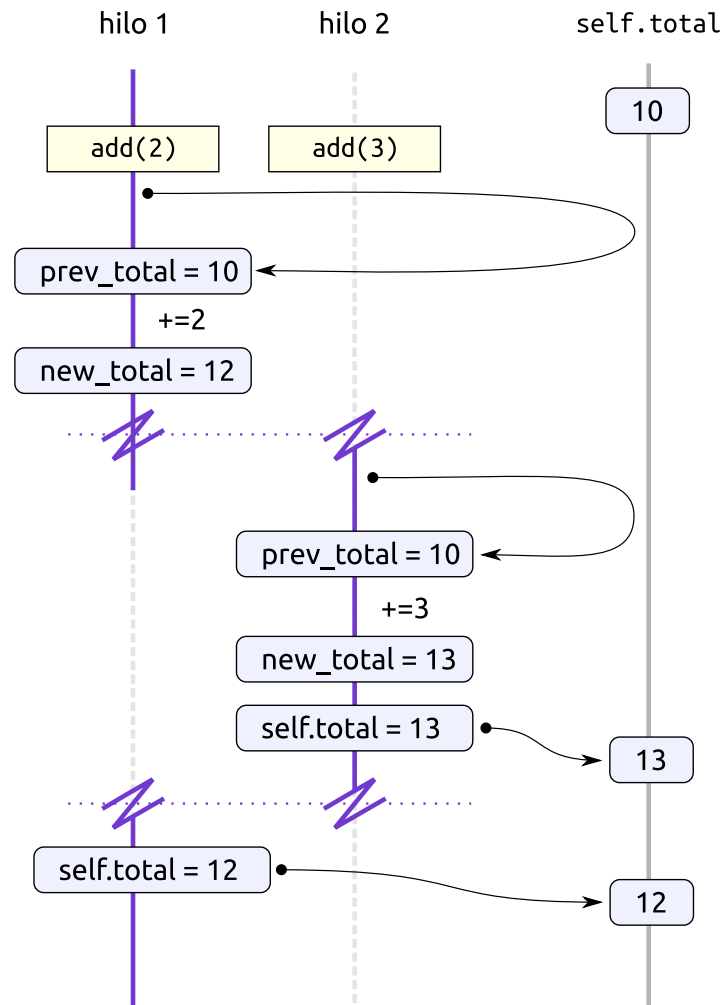 hilo 1
hilo 2
self.total
10
add(2)
add(3)
prev_total = 10
+=2
new_total = 12
prev_total = 10
+=3
new_total = 13
self.total = 13
13
self.total = 12
12